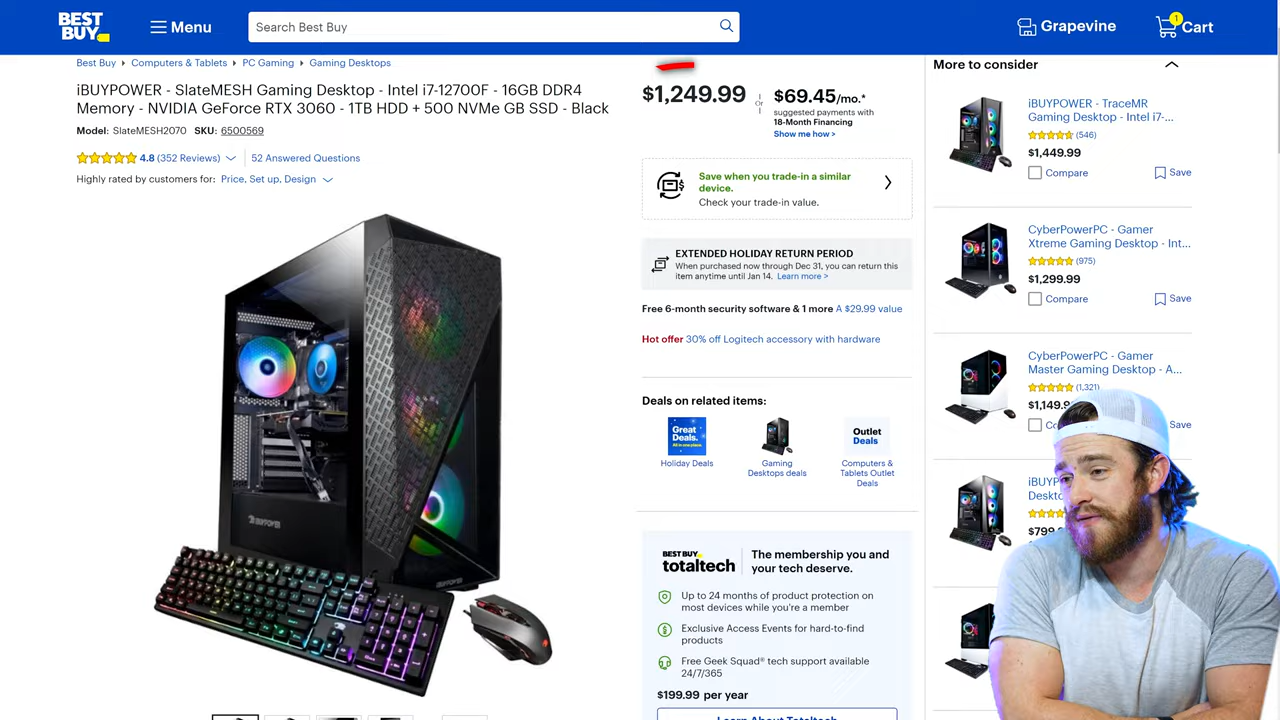 BEST
BUY
Menu
Search Best Buy
Grapevine
1
Cart
Best Buy
Computers & Tablets
PC Gaming
Gaming Desktops
iBUYPOWER - SlateMESH Gaming Desktop - Intel i7-12700F - 16GB DDR4
Memory - NVIDIA GeForce RTX 3060 - 1TB HDD + 500 NVMe GB SSD - Black
Model: SlateMESH2070 SKU: 6500569
4.8 (352 Reviews)
52 Answered Questions
Highly rated by customers for: Price, Set up, Design
iBUYPOWER
$1,249.99
Or
$69.45/mo.*
suggested payments with
18-Month Financing
Show me how >
Save when you trade-in a similar
device.
Check your trade-in value.
EXTENDED HOLIDAY RETURN PERIOD
When purchased now through Dec 31, you can return this
item anytime until Jan 14. Learn more >
Free 6-month security software & 1 more A $29.99 value
Hot offer 30% off Logitech accessory with hardware
Deals on related items:
Great
Deals.
All in one place.
Holiday Deals
Gaming
Desktops deals
Outlet
Deals
Computers &
Tablets Outlet
Deals
BEST BUY
totaltech
The membership you and
your tech deserve.
Up to 24 months of product protection on
most devices while you're a member
Exclusive Access Events for hard-to-find
products
Free Geek Squad® tech support available
24/7/365
$199.99 per year
Learn About Totaltech
More to consider
iBUYPOWER - TraceMR
Gaming Desktop - Intel i7-...
(546)
$1,449.99
Compare
Save
CyberPowerPC - Gamer
Xtreme Gaming Desktop - Int...
(975)
$1,299.99
Compare
Save
CyberPowerPC - Gamer
Master Gaming Desktop - A...
(1,321)
$1,149.9
Co
Save
iBUYP
Deskto
$799.